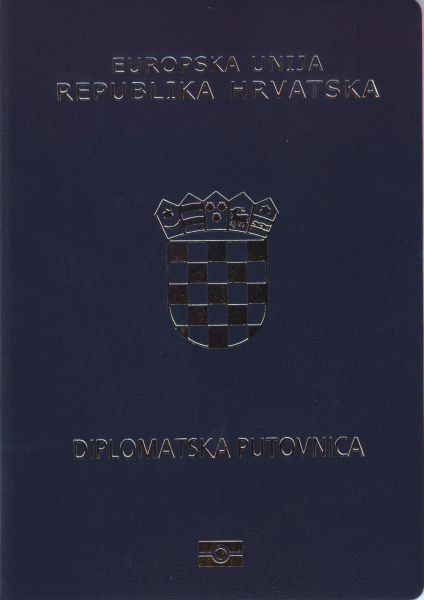 EUROPSKA UNIJA
REPUBLIKA HRVATSKA
DIPLOMATSKA PUTOVNICA